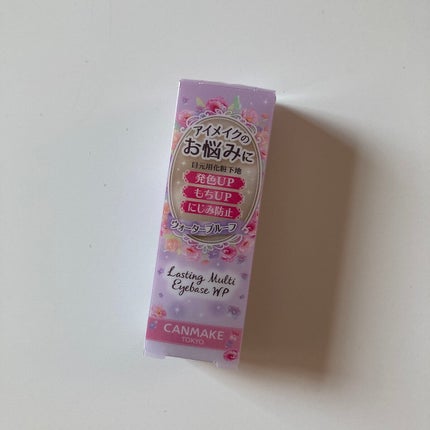 アイメイクの
お悩みに
目元用化粧下地
発色UP
もちUP
にじみ防止
ウォータープルーフ
Lasting Multi
Eyebase WP
CANMAKE
TOKYO